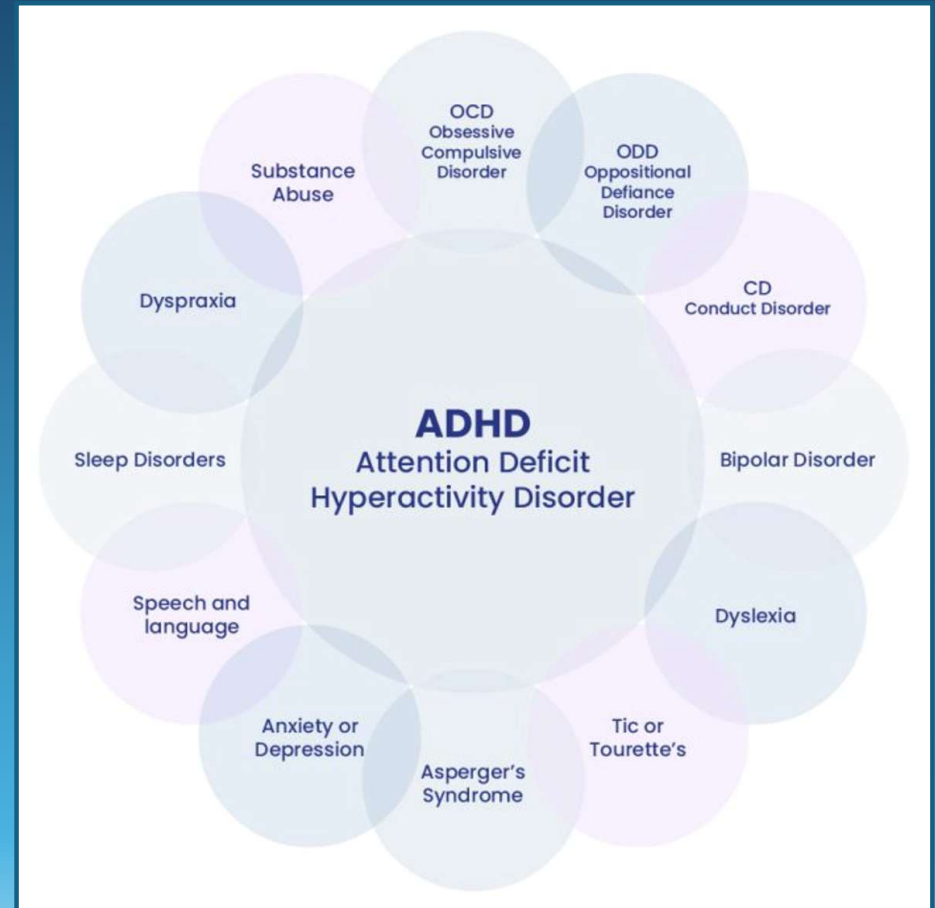 OCD
Obsessive
Compulsive
Disorder
ODD
Oppositional
Defiance
Disorder
CD
Conduct Disorder
Bipolar Disorder
Dyslexia
Tic or
Tourette's
Asperger's
Syndrome
Anxiety or
Depression
Speech and
language
Sleep Disorders
Dyspraxia
Substance
Abuse
ADHD
Attention Deficit
Hyperactivity Disorder